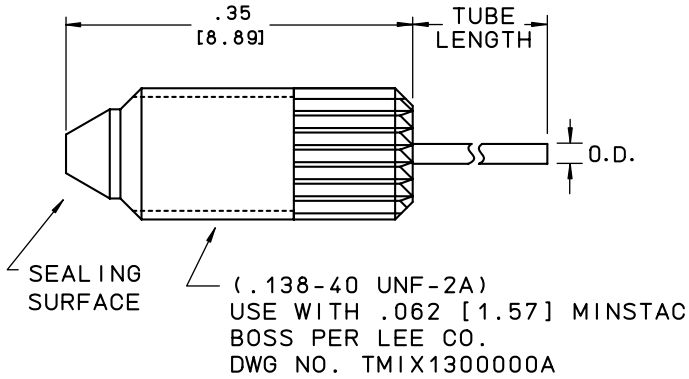 .35
[8.89]
TUBE
LENGTH
O.D.
SEALING
SURFACE
(.138-40 UNF-2A)
USE WITH .062 [1.57] MINSTAC
BOSS PER LEE CO.
DWG NO. TMIX1300000A